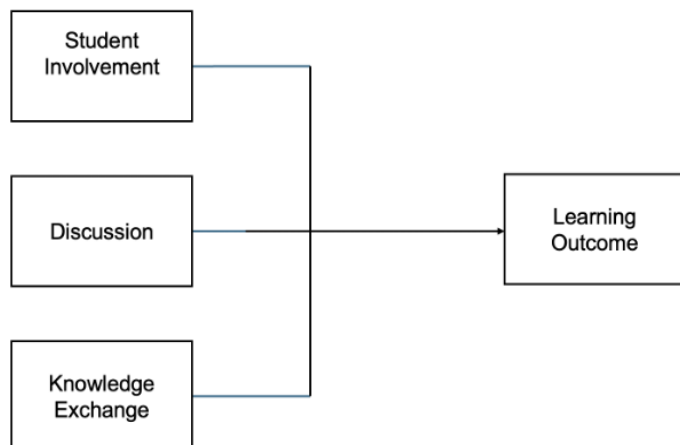 Student
Involvement
Discussion
Learning
Outcome
Knowledge
Exchange